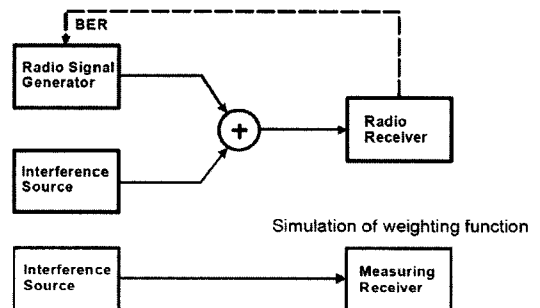 BER
Radio Signal
Generator
+
Radio
Receiver
Interference
Source
Simulation of weighting function
Interference
Source
Measuring
Receiver